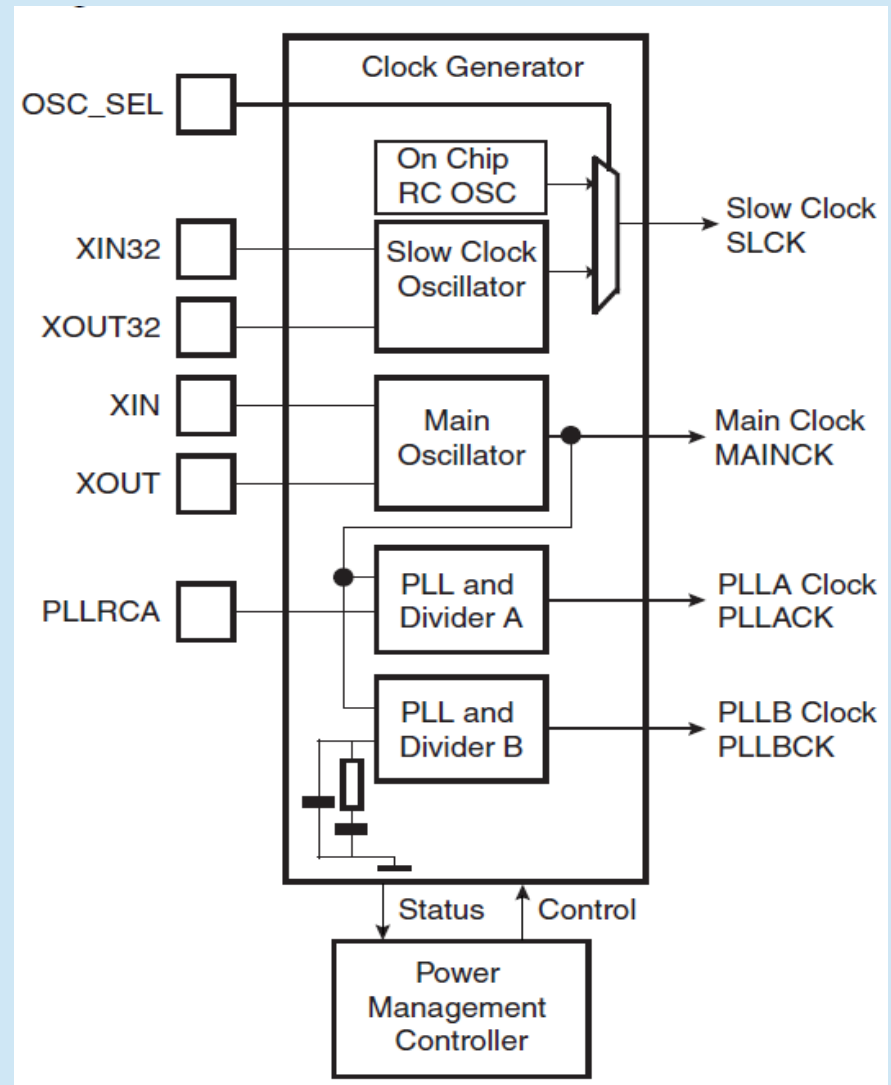 Clock Generator
OSC_SEL
On Chip
RC OSC
XIN32
Slow Clock
Oscillator
Slow Clock
SLCK
XOUT32
XIN
Main
Oscillator
Main Clock
MAINCK
XOUT
PLLRCA
PLL and
Divider A
PLLA Clock
PLLACK
PLL and
Divider B
PLLB Clock
PLLBCK
Status
Control
Power
Management
Controller